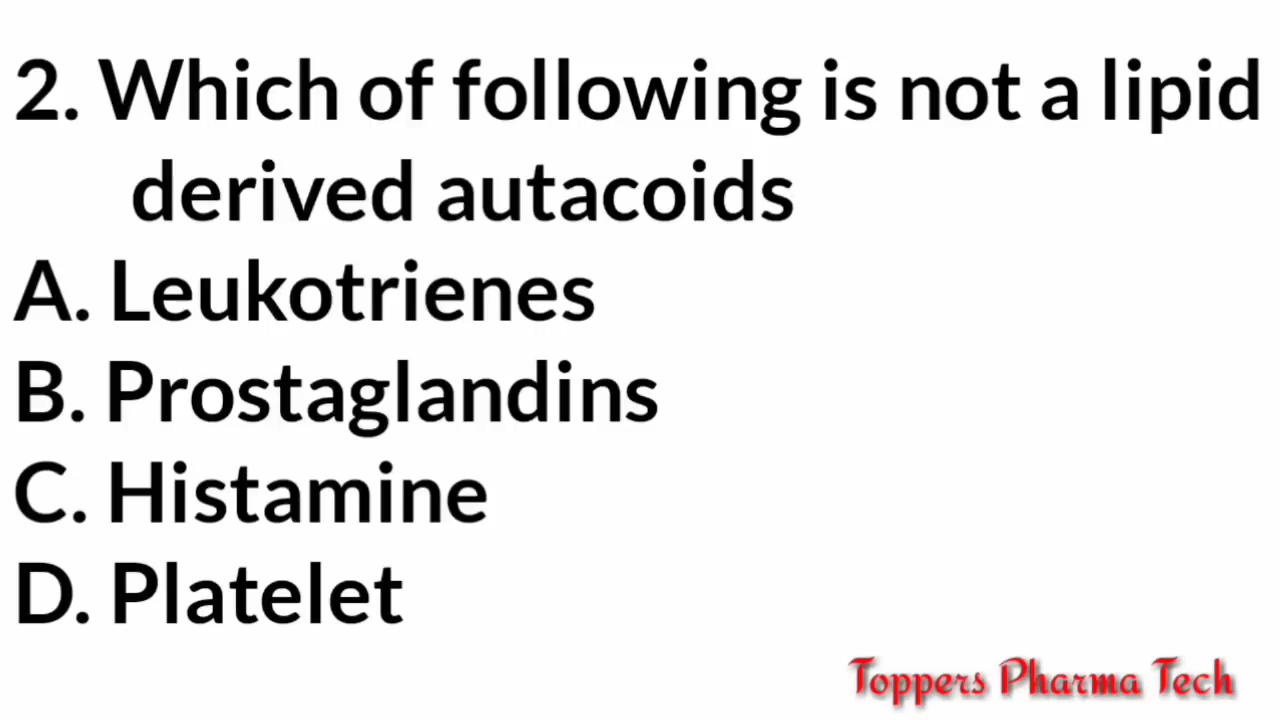 2. Which of following is not a lipid
derived autacoids
A. Leukotrienes
B. Prostaglandins
C. Histamine
D. Platelet
Toppers Pharma Tech